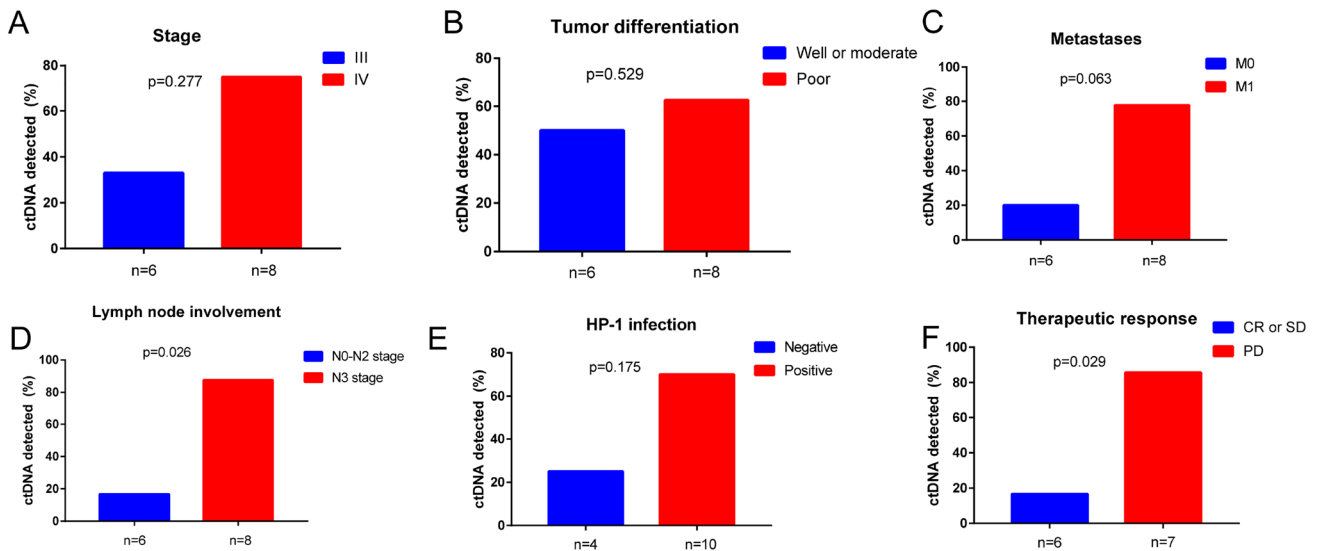 A
Stage
III
IV
p=0.277
ctDNA detected (%)
80
60
40
20
0
n=6
n=8
B
Tumor differentiation
Well or moderate
Poor
p=0.529
ctDNA detected (%)
80
60
40
20
0
n=6
n=8
C
Metastases
M0
M1
p=0.063
ctDNA detected (%)
100
80
60
40
20
0
n=6
n=8
D
Lymph node involvement
N0-N2 stage
N3 stage
p=0.026
ctDNA detected (%)
100
80
60
40
20
0
n=6
n=8
E
HP-1 infection
Negative
Positive
p=0.175
ctDNA detected (%)
80
60
40
20
0
n=4
n=10
F
Therapeutic response
CR or SD
PD
p=0.029
ctDNA detected (%)
100
80
60
40
20
0
n=6
n=7